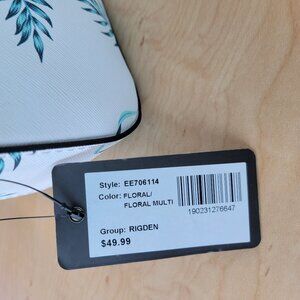 Style: EE706114
Color: FLORAL/
FLORAL MULTI
190231276647
Group: RIGDEN
$49.99